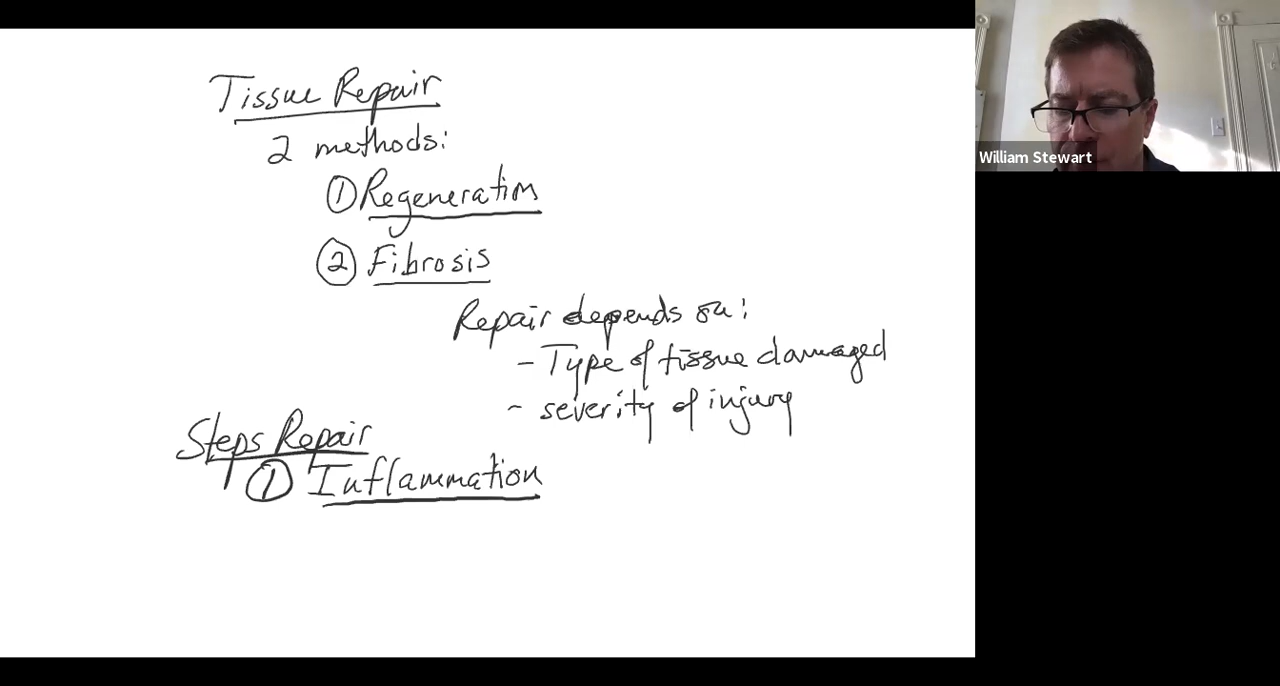 Tissue Repair
2 methods:
① Regeneration
② Fibrosis
Repair depends on:
- Type of tissue damaged
- severity of injury
Steps Repair
① Inflammation
William Stewart